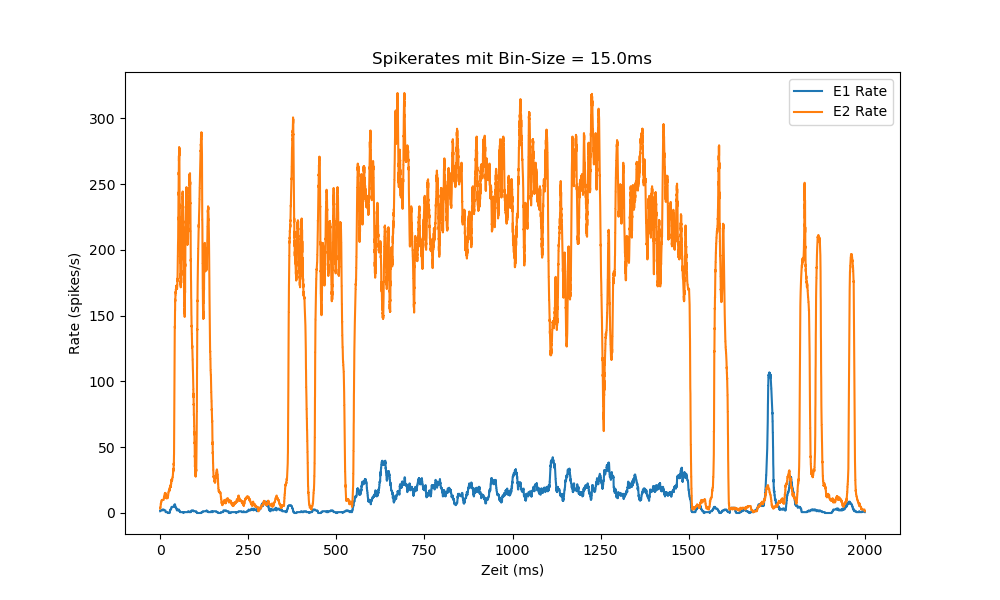 Spikerates mit Bin-Size = 15.0ms
E1 Rate
E2 Rate
300
250
200
150
100
50
0
Rate (spikes/s)
0 250 500 750 1000 1250 1500 1750 2000
Zeit (ms)